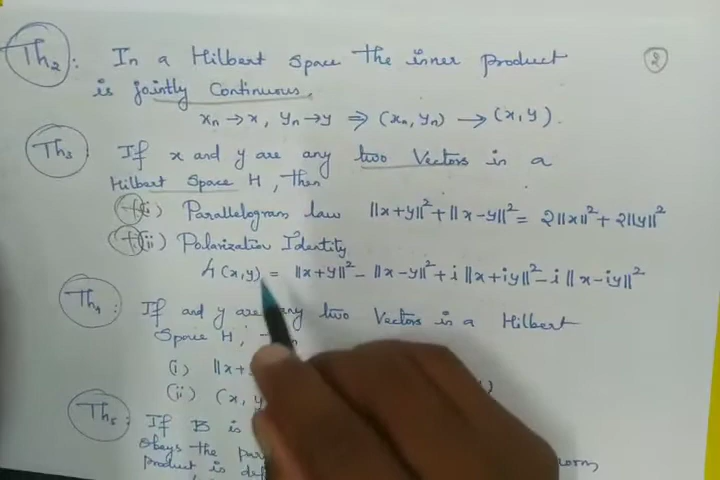 Th2: In a Hilbert Space the inner product ②
is jointly Continuous.
xn → x, yn → y ⇒ (xn, yn) → (x, y).
Th3 If x and y are any two Vectors in a
Hilbert Space H, then
(i) Parallelogram law ||x+y||² + ||x-y||² = 2||x||² + 2||y||²
(ii) Polarization Identity
4(x,y) = ||x+y||² - ||x-y||² + i||x+iy||² - i||x-iy||²
Th4: If and y are any two Vectors in a Hilbert
Space H,
(i) ||x+
(ii) (x, y
Th5: If B is
obeys the
product is